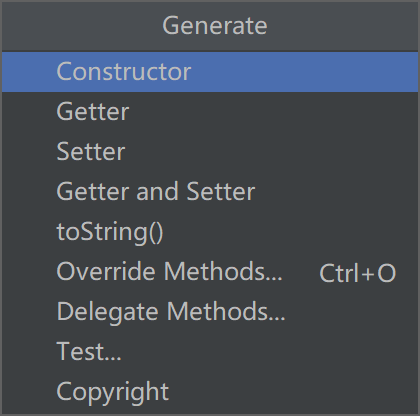 Generate
Constructor
Getter
Setter
Getter and Setter
toString()
Override Methods... Ctrl+O
Delegate Methods...
Test...
Copyright